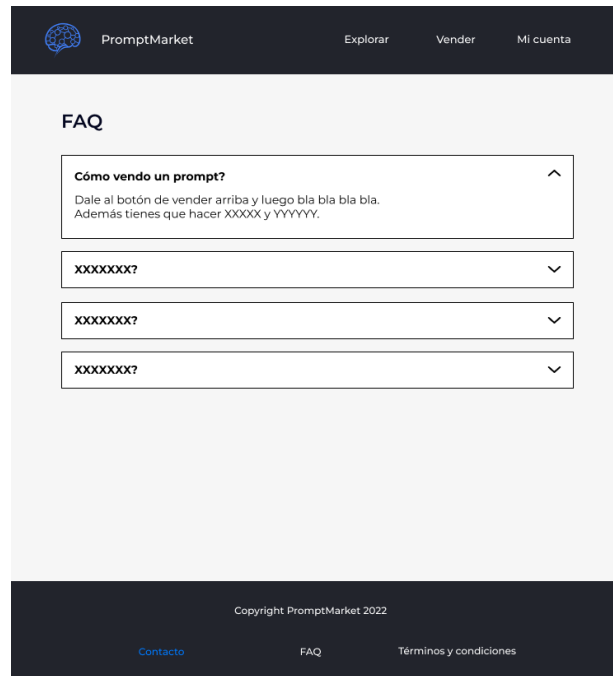 PromptMarket
Explorar
Vender
Mi cuenta
FAQ
Cómo vendo un prompt?
Dale al botón de vender arriba y luego bla bla bla bla.
Además tienes que hacer XXXXX y YYYYYY.
XXXXXXX?
XXXXXXX?
XXXXXXX?
Copyright PromptMarket 2022
Contacto
FAQ
Términos y condiciones